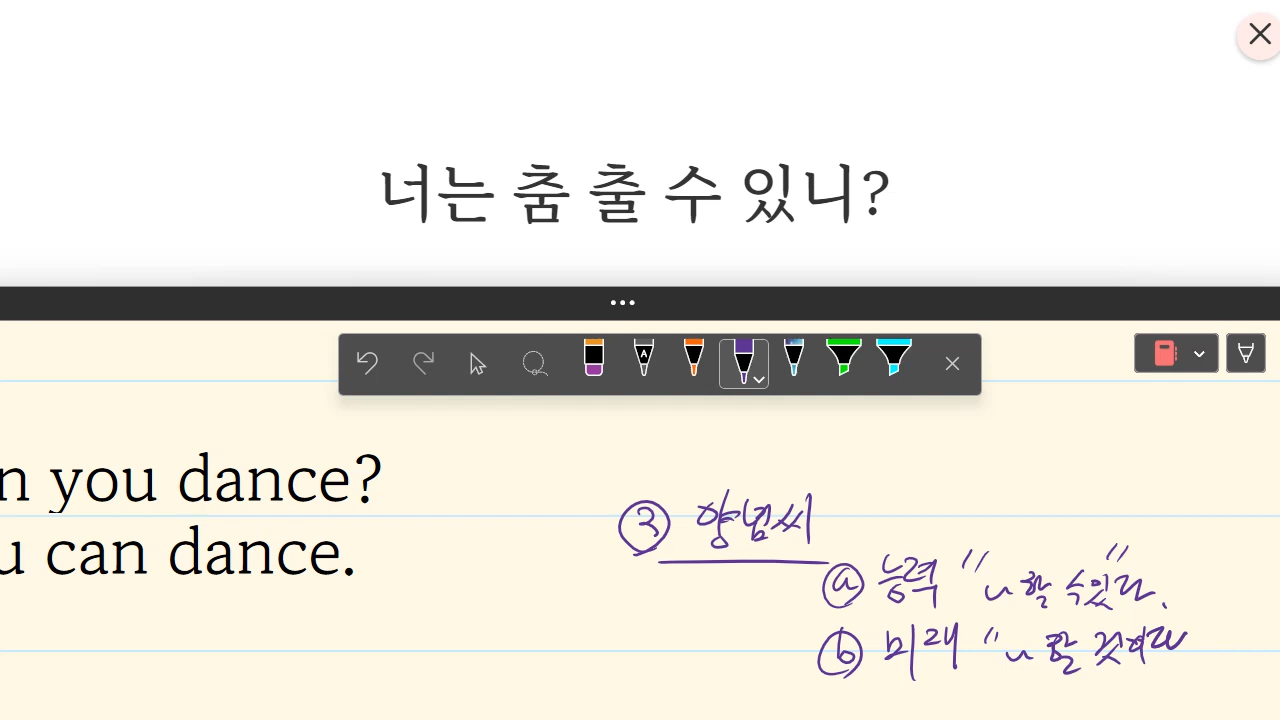 너는 춤 출 수 있니?
n you dance?
u can dance.
③ 양념씨
ⓐ 능력 "~할 수 있"다.
ⓑ 미래 "~할 것이다